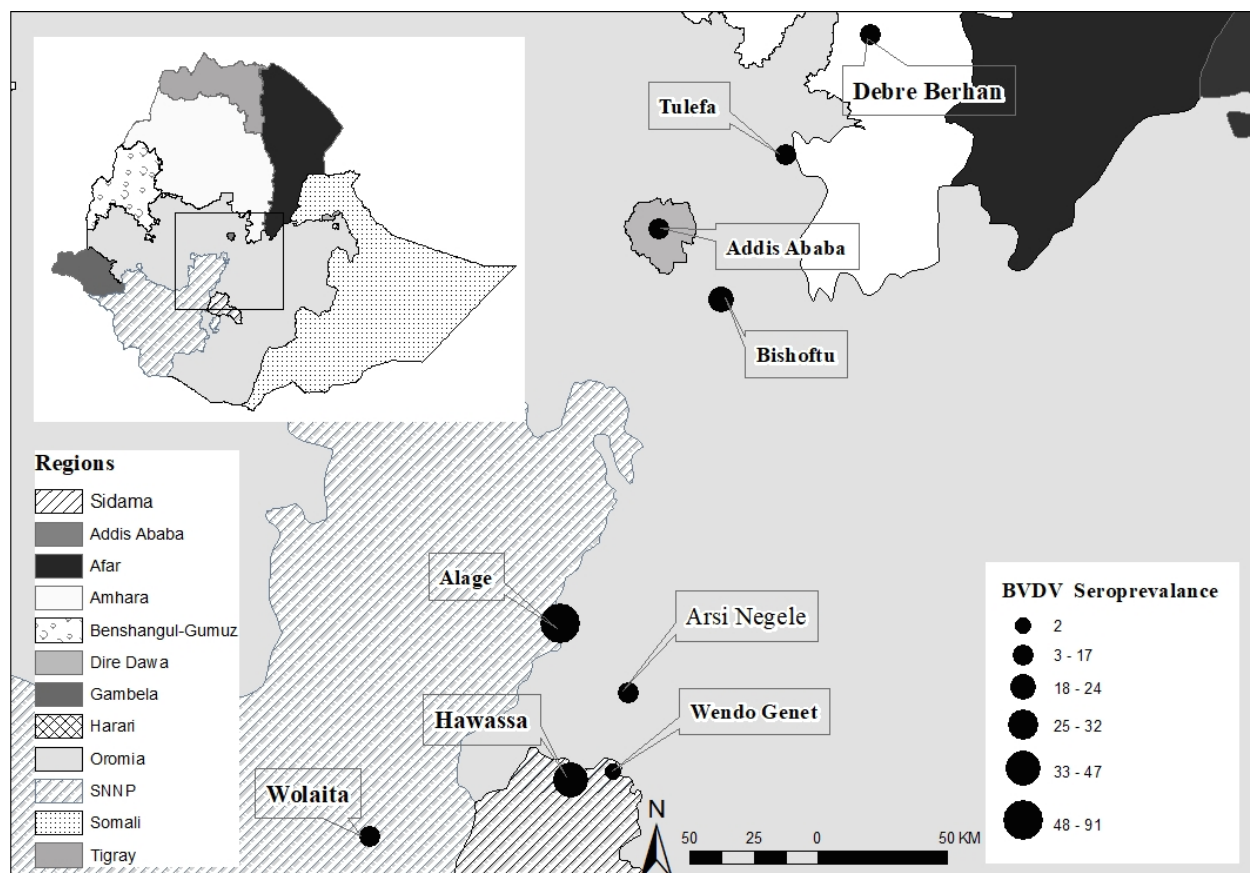 Debre Berhan
Tulefa
Addis Ababa
Bishoftu
Alage
Arsi Negele
Hawassa
Wendo Genet
Wolaita
Regions
Sidama
Addis Ababa
Afar
Amhara
Benshangul-Gumuz
Dire Dawa
Gambela
Harari
Oromia
SNNP
Somali
Tigray
N
50 25 0 50 KM
BVDV Seroprevalance
2
3 - 17
18 - 24
25 - 32
33 - 47
48 - 91